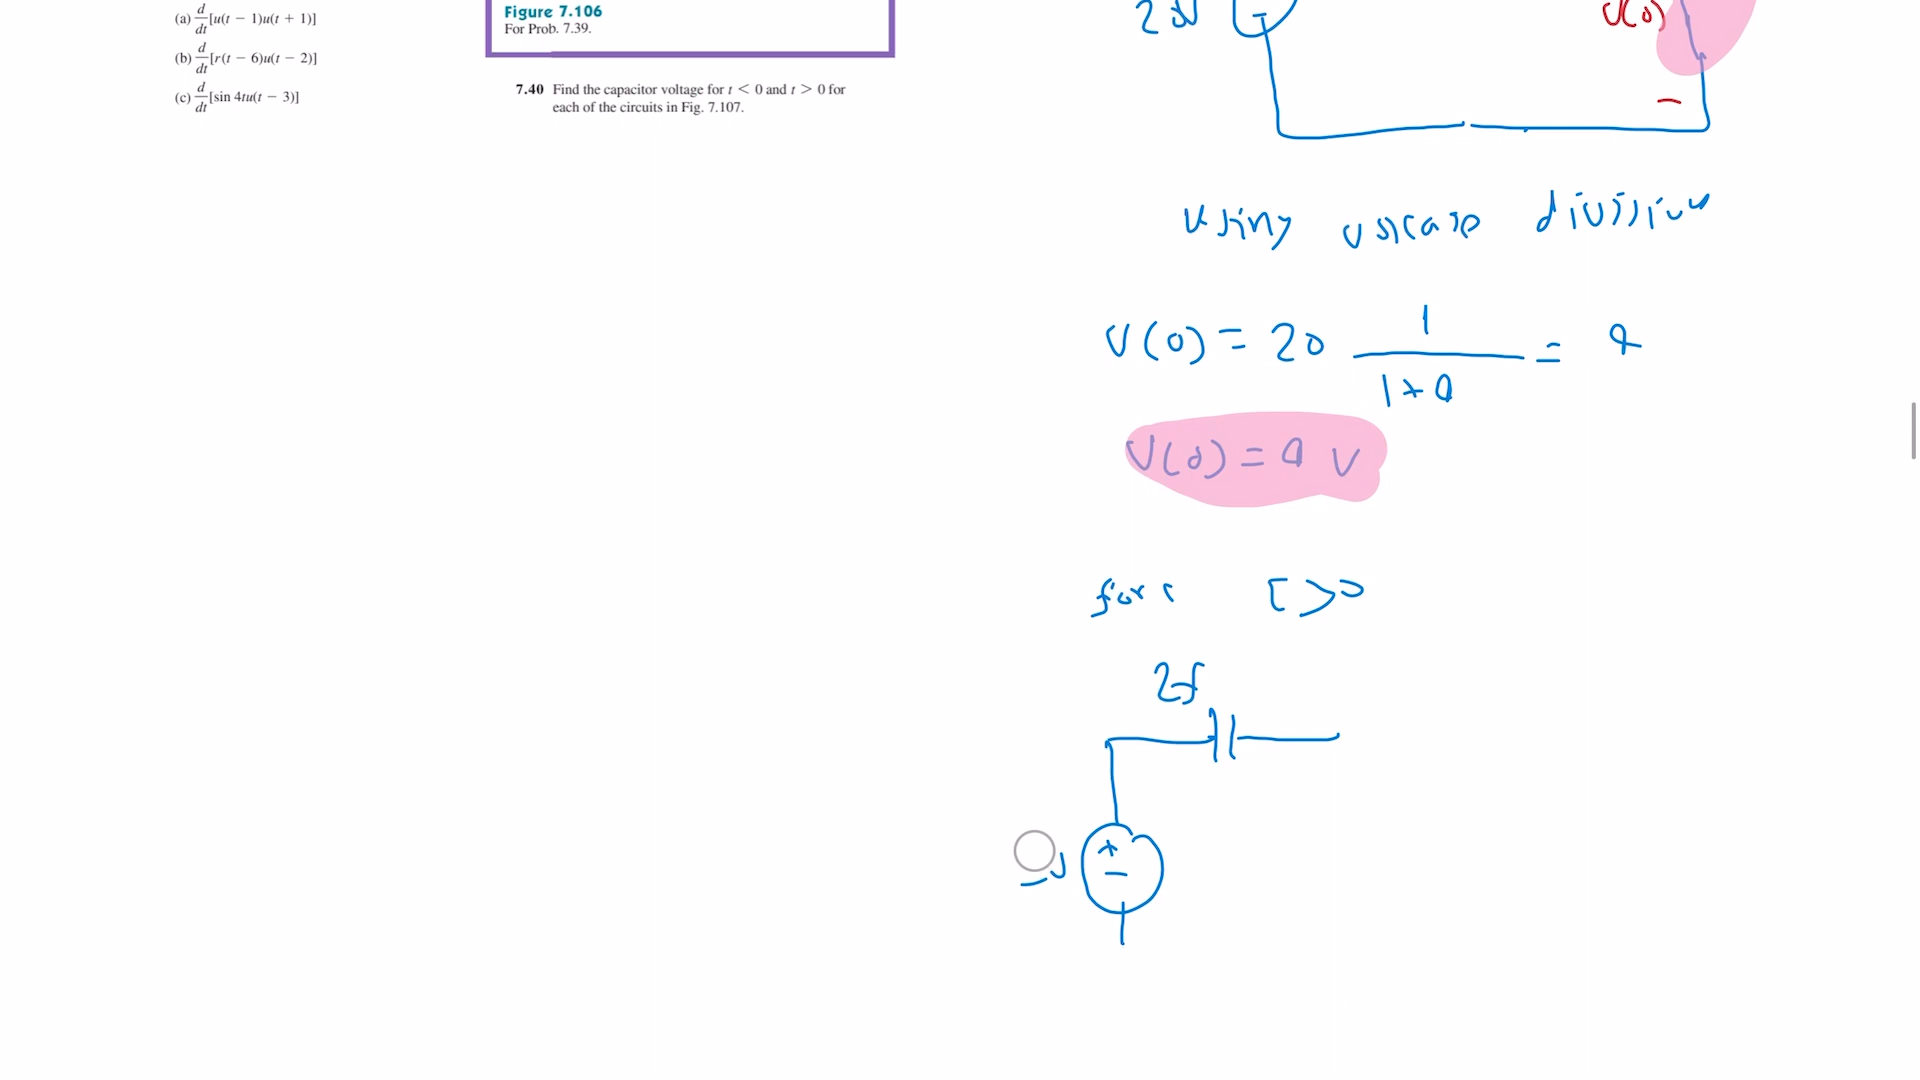 (a) d/dt [u(t − 1)u(t + 1)]
(b) d/dt [r(t − 6)u(t − 2)]
(c) d/dt [sin 4tu(t − 3)]
Figure 7.106
For Prob. 7.39.
7.40 Find the capacitor voltage for t < 0 and t > 0 for
each of the circuits in Fig. 7.107.
20V
V(0)
−
using division
V(0) = 20 1/(1+4) = 4
V(0) = 4 V
for t >0
2f
+
−